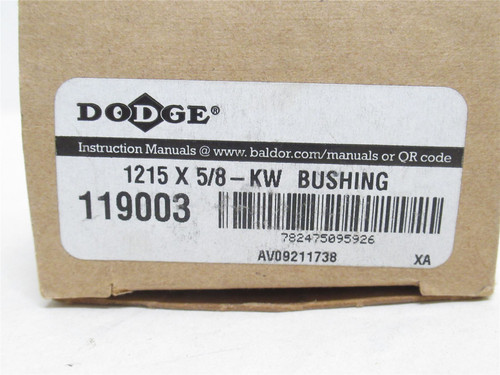 DODGE®
Instruction Manuals @ www.baldor.com/manuals or QR code
1215 X 5/8-KW BUSHING
119003
782475095926
AV09211738 XA